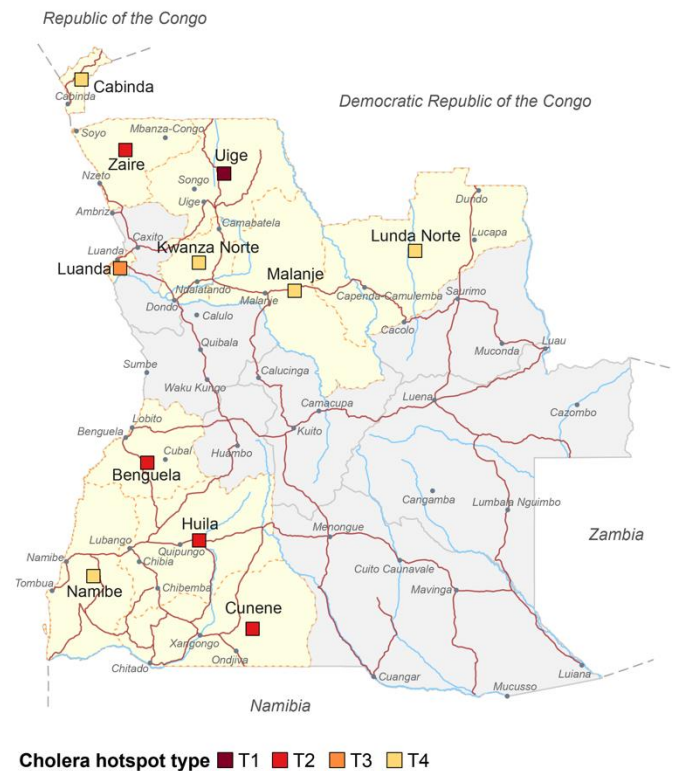 Republic of the Congo
Cabinda
Cabinda
Democratic Republic of the Congo
Soyo
Mbanza-Congo
Zaire
Uige
Nzeto
Songo
Uige
Dundo
Ambriz
Camabatela
Caxito
Lucapa
Luanda
Kwanza Norte
Lunda Norte
Luanda
Malanje
Ndalatando
Malanje
Capenda-Camulemba
Saurimo
Dondo
Calulo
Cacolo
Quibala
Muconda
Luau
Sumbe
Calucinga
Waku Kungo
Camacupa
Luena
Cazombo
Lobito
Benguela
Kuito
Cubal
Huambo
Benguela
Cangamba
Lumbala Nguimbo
Huila
Menongue
Zambia
Lubango
Quipungo
Namibe
Chibia
Cuito Caunavale
Tombua
Namibe
Chibemba
Mavinga
Cunene
Xangongo
Ondjiva
Chitado
Cuangar
Luiana
Mucusso
Namibia
Cholera hotspot type T1 T2 T3 T4